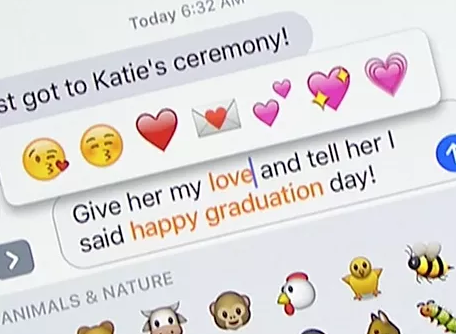 Today 6:32 AM
st got to Katie's ceremony!
Give her my love and tell her I
said happy graduation day!
ANIMALS & NATURE